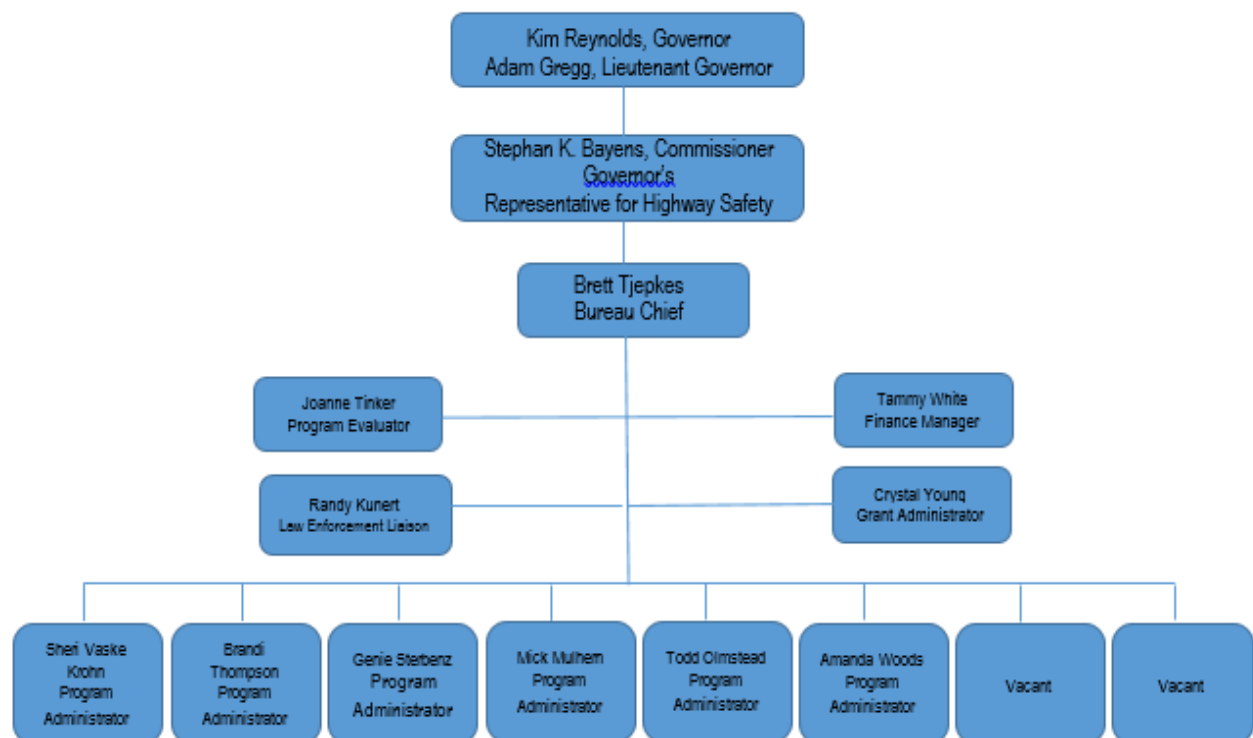 Kim Reynolds, Governor
Adam Gregg, Lieutenant Governor
Stephan K. Bayens, Commissioner
Governor's
Representative for Highway Safety
Brett Tjepkes
Bureau Chief
Joanne Tinker
Program Evaluator
Tammy White
Finance Manager
Randy Kunert
Law Enforcement Liaison
Crystal Young
Grant Administrator
Sheri Vaske
Krohn
Program
Administrator
Brandi
Thompson
Program
Administrator
Genie Sterbenz
Program
Administrator
Mick Mulhern
Program
Administrator
Todd Olmstead
Program
Administrator
Amanda Woods
Program
Administrator
Vacant
Vacant